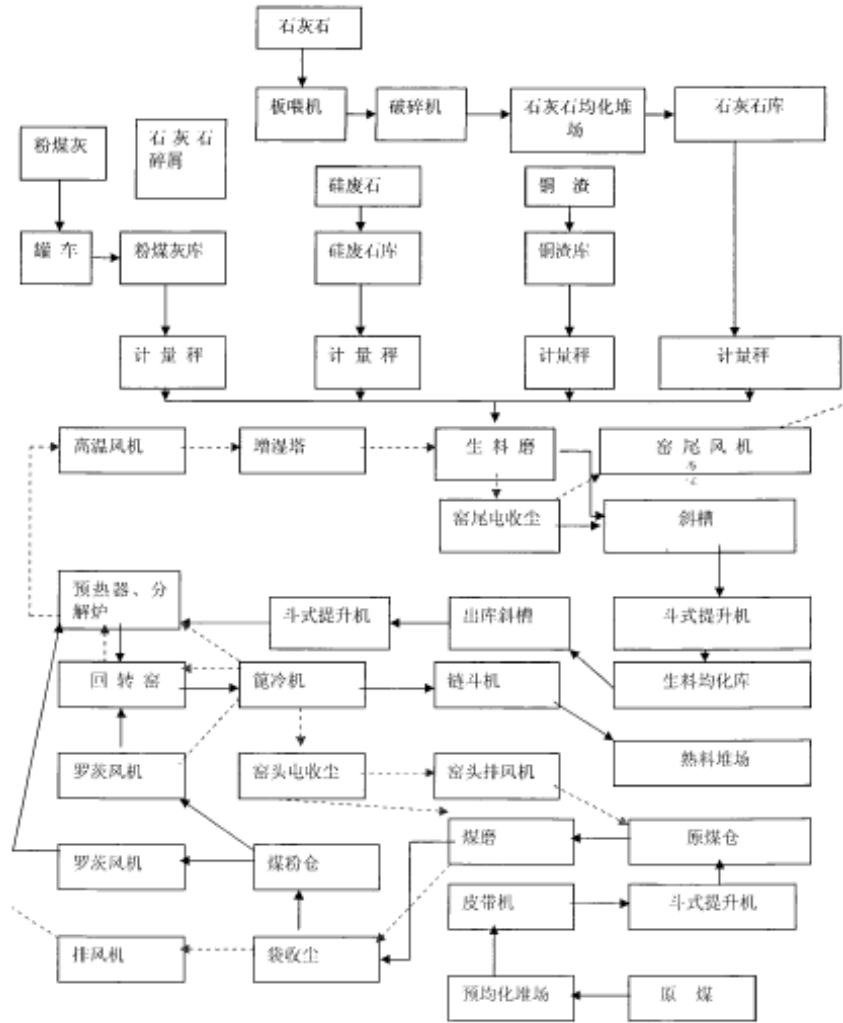 石灰石
板喂机
破碎机
石灰石均化堆
场
石灰石库
粉煤灰
石灰石
碎屑
硅废石
铜渣
罐车
粉煤灰库
硅废石库
铜渣库
计量秤
计量秤
计量秤
计量秤
高温风机
增湿塔
生料磨
窑尾风机
窑尾电收尘
斜槽
预热器、分
解炉
斗式提升机
出库斜槽
斗式提升机
回转窑
篦冷机
链斗机
生料均化库
熟料堆场
罗茨风机
窑头电收尘
窑头排风机
煤磨
原煤仓
罗茨风机
煤粉仓
皮带机
斗式提升机
排风机
袋收尘
预均化堆场
原煤